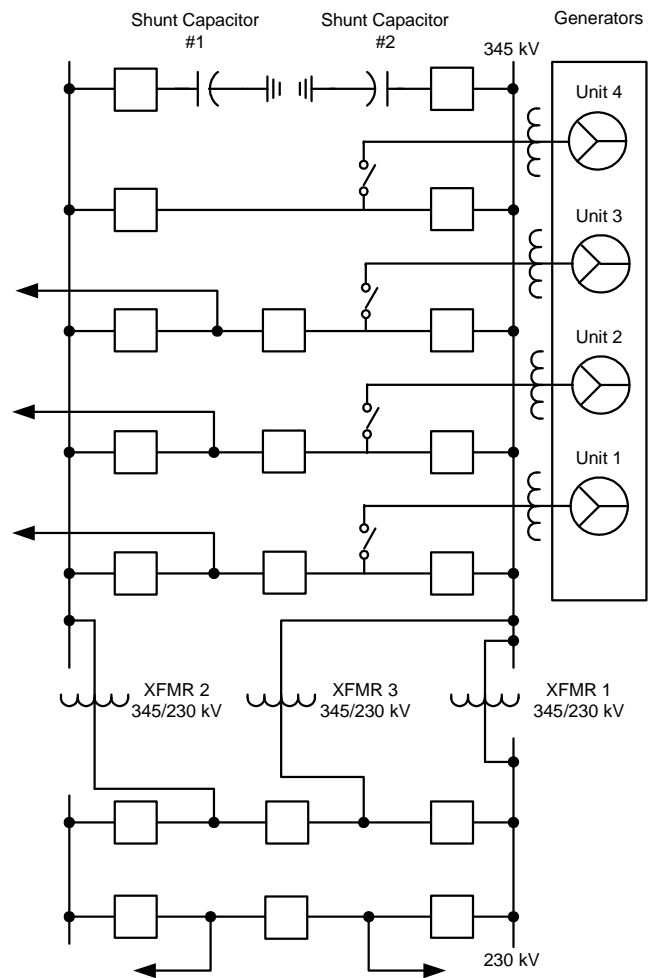 Shunt Capacitor
#1
Shunt Capacitor
#2
Generators
345 kV
Unit 4
Unit 3
Unit 2
Unit 1
XFMR 2
345/230 kV
XFMR 3
345/230 kV
XFMR 1
345/230 kV
230 kV